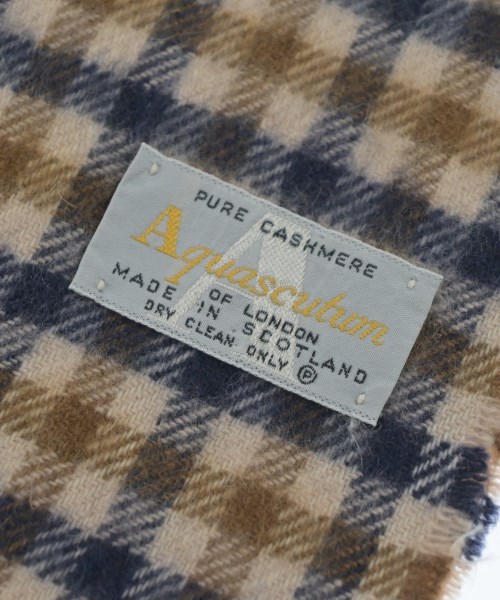 PURE CASHMERE
Aquascutum
OF LONDON
MADE IN SCOTLAND
DRY CLEAN ONLY Ⓟ